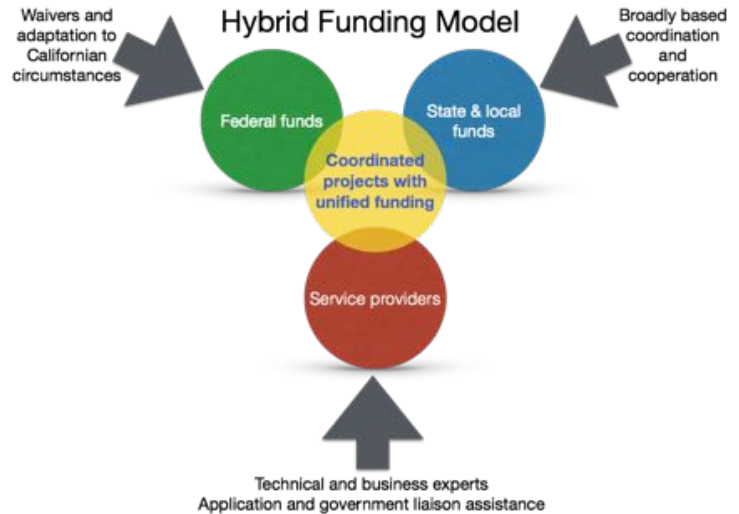 Hybrid Funding Model
Waivers and
adaptation to
Californian
circumstances
Broadly based
coordination
and
cooperation
Federal funds
State & local
funds
Coordinated
projects with
unified funding
Service providers
Technical and business experts
Application and government liaison assistance